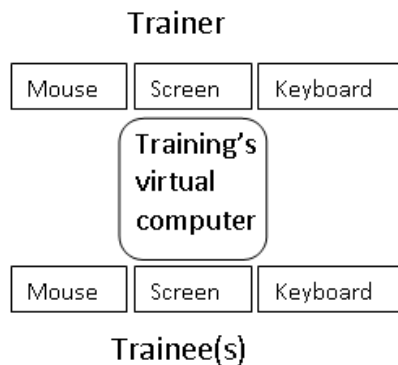 Trainer
Mouse Screen Keyboard
Training's
virtual
computer
Mouse Screen Keyboard
Trainee(s)